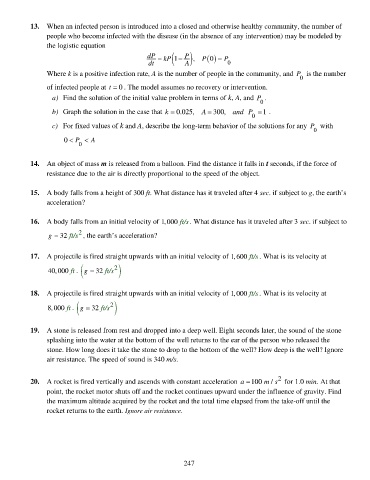 13. When an infected person is introduced into a closed and otherwise healthy community, the number of
people who become infected with the disease (in the absence of any intervention) may be modeled by
the logistic equation
dP/dt = kP(1 − P/A), P(0) = P₀
Where k is a positive infection rate, A is the number of people in the community, and P₀ is the number
of infected people at t = 0. The model assumes no recovery or intervention.
a) Find the solution of the initial value problem in terms of k, A, and P₀.
b) Graph the solution in the case that k = 0.025, A = 300, and P₀ = 1.
c) For fixed values of k and A, describe the long-term behavior of the solutions for any P₀ with
0 < P₀ < A
14. An object of mass m is released from a balloon. Find the distance it falls in t seconds, if the force of
resistance due to the air is directly proportional to the speed of the object.
15. A body falls from a height of 300 ft. What distance has it traveled after 4 sec. if subject to g, the earth's
acceleration?
16. A body falls from an initial velocity of 1,000 ft/s. What distance has it traveled after 3 sec. if subject to
g = 32 ft/s², the earth's acceleration?
17. A projectile is fired straight upwards with an initial velocity of 1,600 ft/s. What is its velocity at
40,000 ft. (g = 32 ft/s²)
18. A projectile is fired straight upwards with an initial velocity of 1,000 ft/s. What is its velocity at
8,000 ft. (g = 32 ft/s²)
19. A stone is released from rest and dropped into a deep well. Eight seconds later, the sound of the stone
splashing into the water at the bottom of the well returns to the ear of the person who released the
stone. How long does it take the stone to drop to the bottom of the well? How deep is the well? Ignore
air resistance. The speed of sound is 340 m/s.
20. A rocket is fired vertically and ascends with constant acceleration a = 100 m / s² for 1.0 min. At that
point, the rocket motor shuts off and the rocket continues upward under the influence of gravity. Find
the maximum altitude acquired by the rocket and the total time elapsed from the take-off until the
rocket returns to the earth. Ignore air resistance.
247